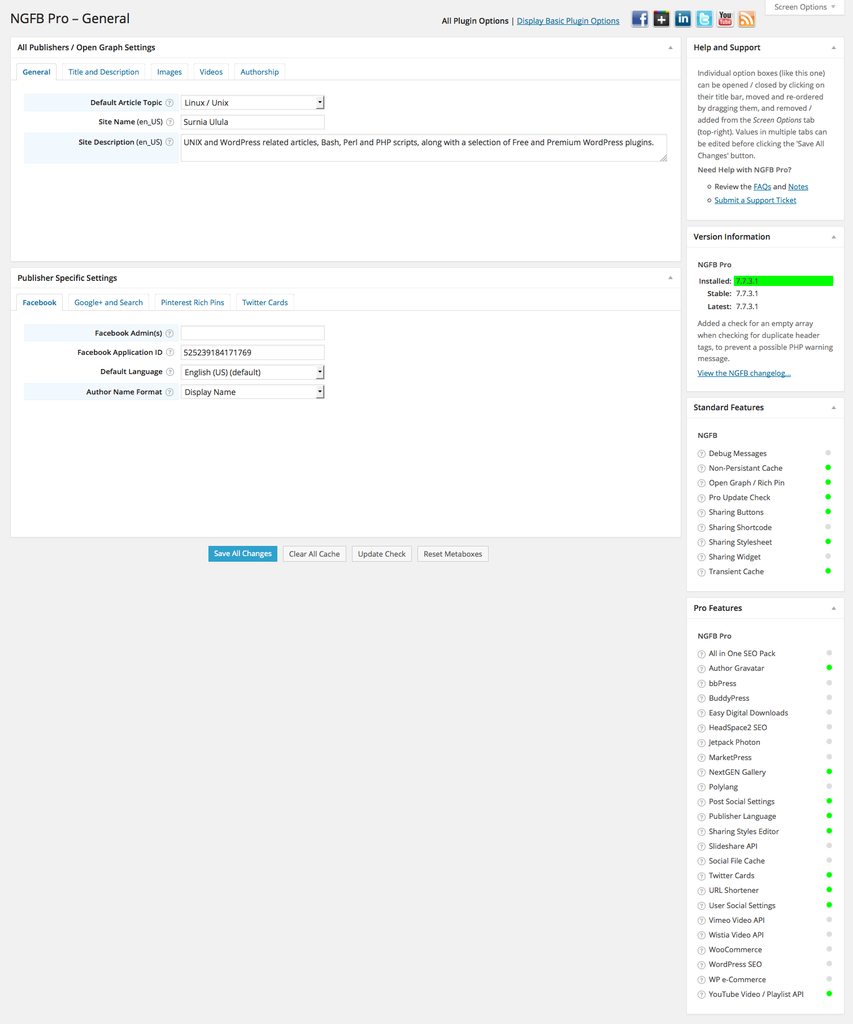 NGFB Pro – General
All Plugin Options | Display Basic Plugin Options
Screen Options
All Publishers / Open Graph Settings
General
Title and Description
Images
Videos
Authorship
Default Article Topic
Linux / Unix
Site Name (en_US)
Surnia Ulula
Site Description (en_US)
UNIX and WordPress related articles, Bash, Perl and PHP scripts, along with a selection of Free and Premium WordPress plugins.
Publisher Specific Settings
Facebook
Google+ and Search
Pinterest Rich Pins
Twitter Cards
Facebook Admin(s)
Facebook Application ID
525239184171769
Default Language
English (US) (default)
Author Name Format
Display Name
Save All Changes
Clear All Cache
Update Check
Reset Metaboxes
Help and Support
Individual option boxes (like this one)
can be opened / closed by clicking on
their title bar, moved and re-ordered
by dragging them, and removed /
added from the Screen Options tab
(top-right). Values in multiple tabs can
be edited before clicking the 'Save All
Changes' button.
Need Help with NGFB Pro?
Review the FAQs and Notes
Submit a Support Ticket
Version Information
NGFB Pro
Installed: 7.7.3.1
Stable: 7.7.3.1
Latest: 7.7.3.1
Added a check for an empty array
when checking for duplicate header
tags, to prevent a possible PHP warning
message.
View the NGFB changelog...
Standard Features
NGFB
Debug Messages
Non-Persistant Cache
Open Graph / Rich Pin
Pro Update Check
Sharing Buttons
Sharing Shortcode
Sharing Stylesheet
Sharing Widget
Transient Cache
Pro Features
NGFB Pro
All in One SEO Pack
Author Gravatar
bbPress
BuddyPress
Easy Digital Downloads
HeadSpace2 SEO
Jetpack Photon
MarketPress
NextGEN Gallery
Polylang
Post Social Settings
Publisher Language
Sharing Styles Editor
Slideshare API
Social File Cache
Twitter Cards
URL Shortener
User Social Settings
Vimeo Video API
Wistia Video API
WooCommerce
WordPress SEO
WP e-Commerce
YouTube Video / Playlist API